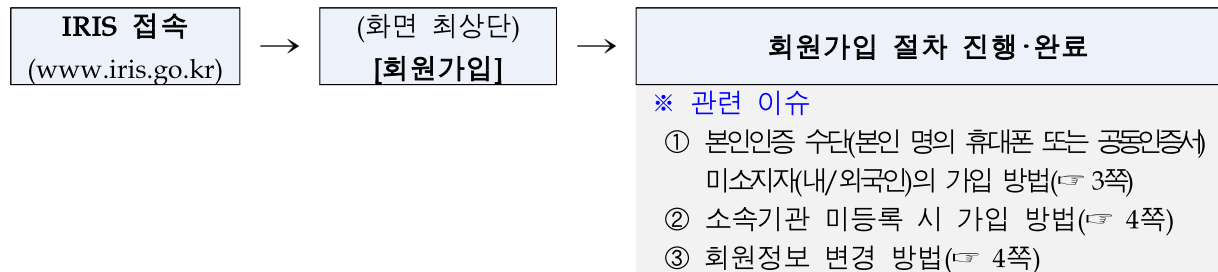 IRIS 접속
(www.iris.go.kr)
→
(화면 최상단)
[회원가입]
→
회원가입 절차 진행·완료
※ 관련 이슈
① 본인인증 수단(본인 명의 휴대폰 또는 공동인증서)
미소지자(내/외국인)의 가입 방법(☞ 3쪽)
② 소속기관 미등록 시 가입 방법(☞ 4쪽)
③ 회원정보 변경 방법(☞ 4쪽)